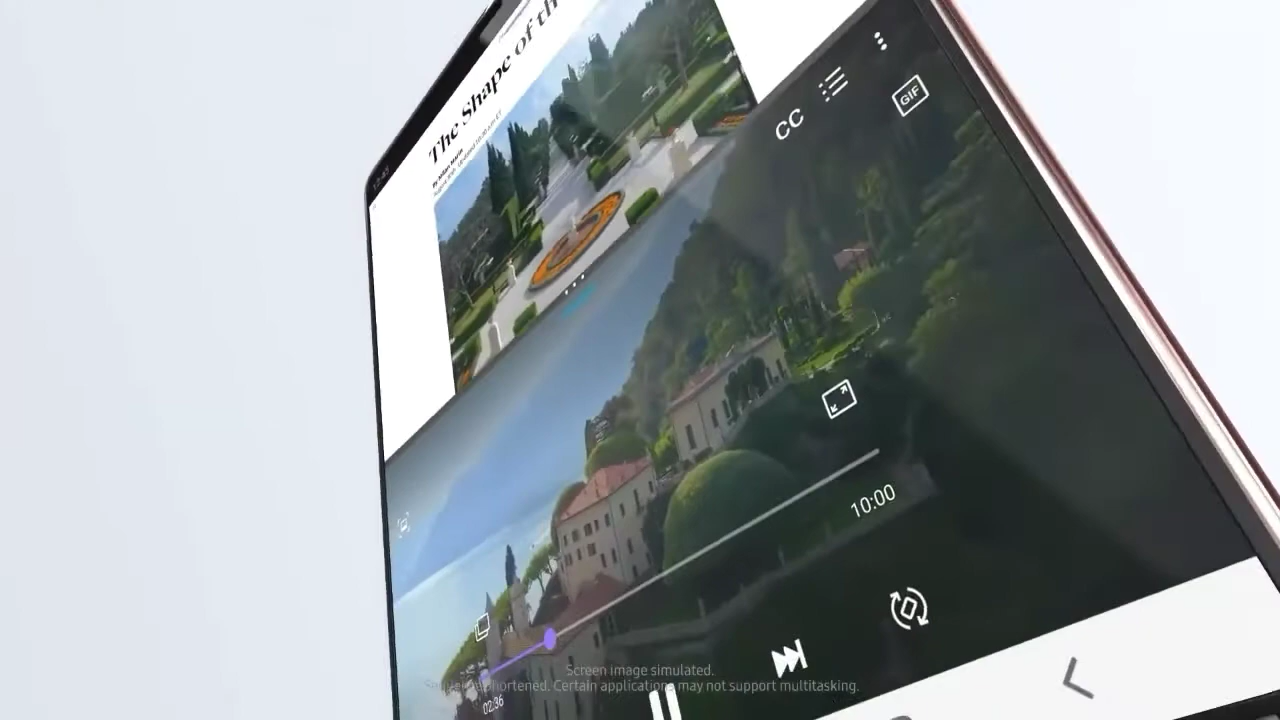 The Shape of th
CC
GIF
10:00
02:36
Screen image simulated.
shortened. Certain applications may not support multitasking.